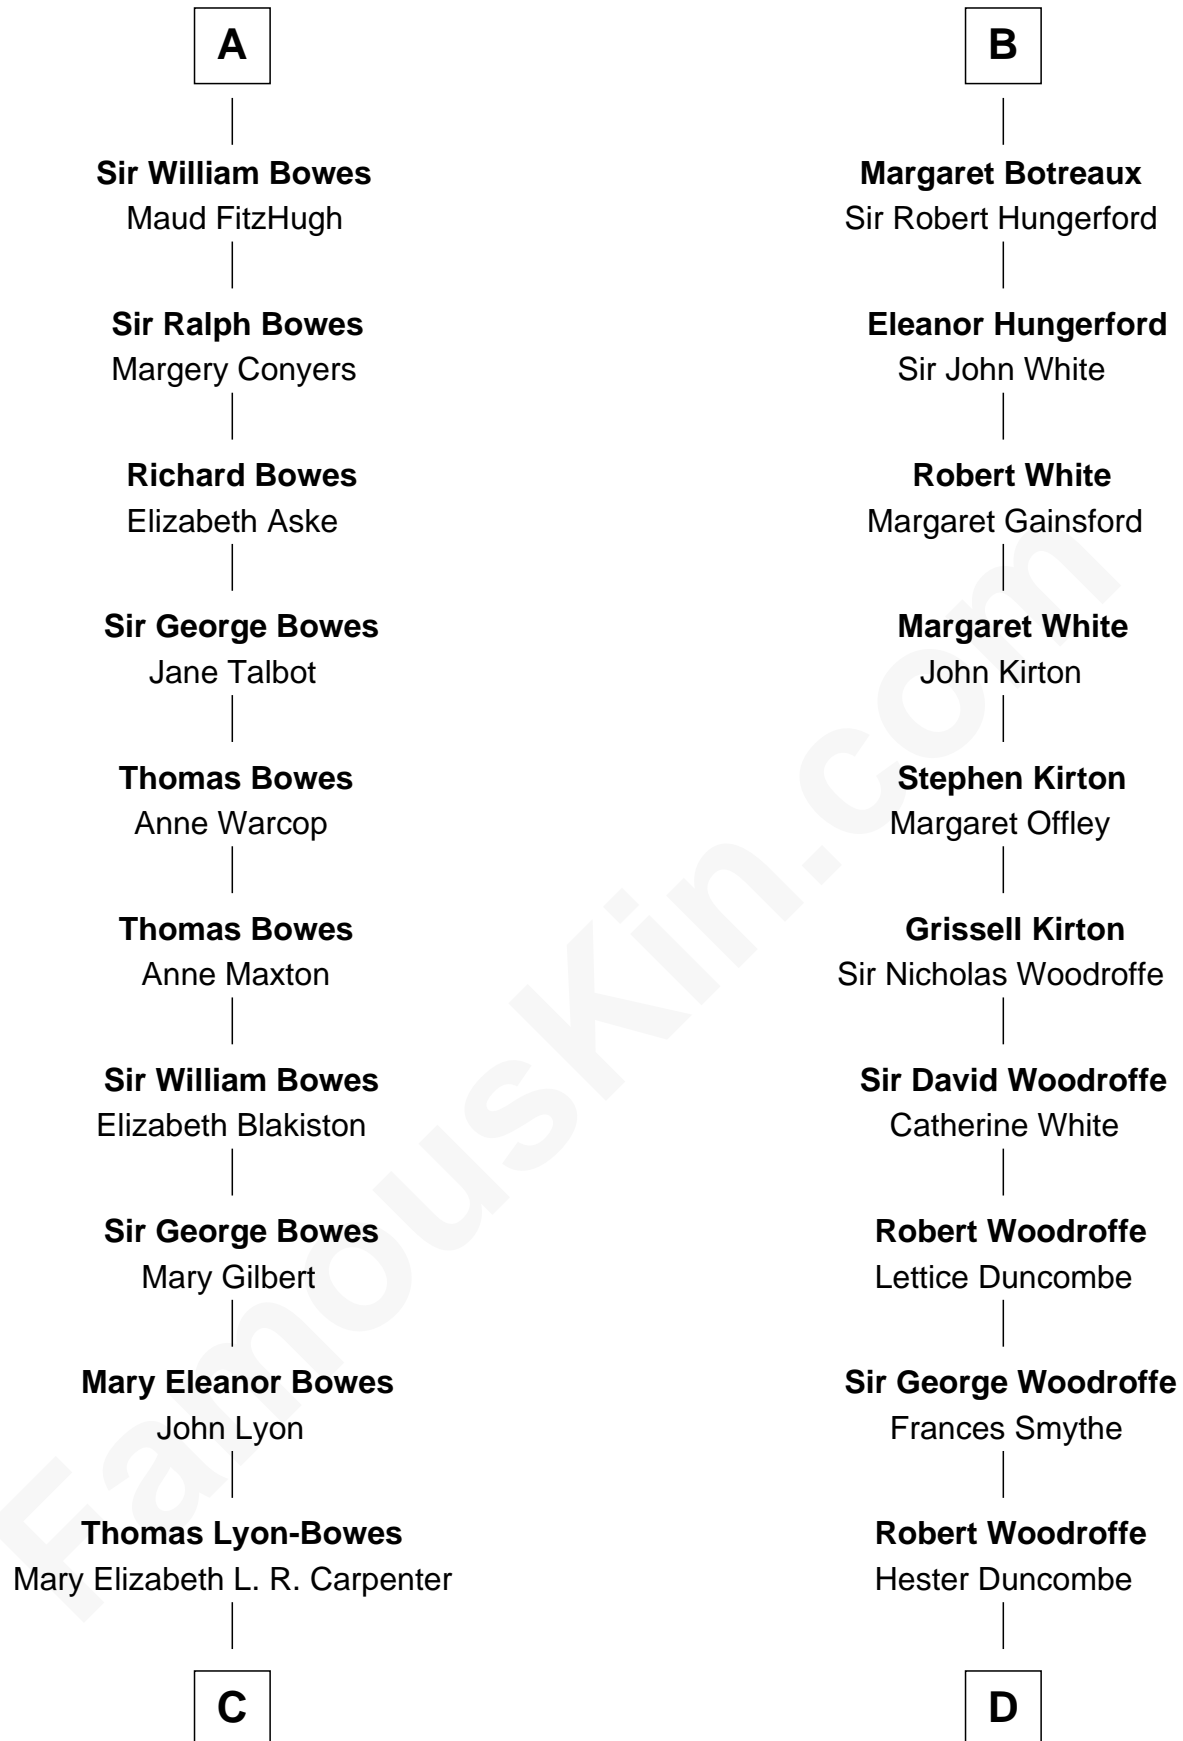 A
Sir William Bowes
Maud FitzHugh
Sir Ralph Bowes
Margery Conyers
Richard Bowes
Elizabeth Aske
Sir George Bowes
Jane Talbot
Thomas Bowes
Anne Warcop
Thomas Bowes
Anne Maxton
Sir William Bowes
Elizabeth Blakiston
Sir George Bowes
Mary Gilbert
Mary Eleanor Bowes
John Lyon
Thomas Lyon-Bowes
Mary Elizabeth L. R. Carpenter
C
B
Margaret Botreaux
Sir Robert Hungerford
Eleanor Hungerford
Sir John White
Robert White
Margaret Gainsford
Margaret White
John Kirton
Stephen Kirton
Margaret Offley
Grissell Kirton
Sir Nicholas Woodroffe
Sir David Woodroffe
Catherine White
Robert Woodroffe
Lettice Duncombe
Sir George Woodroffe
Frances Smythe
Robert Woodroffe
Hester Duncombe
D
FamousKin.com